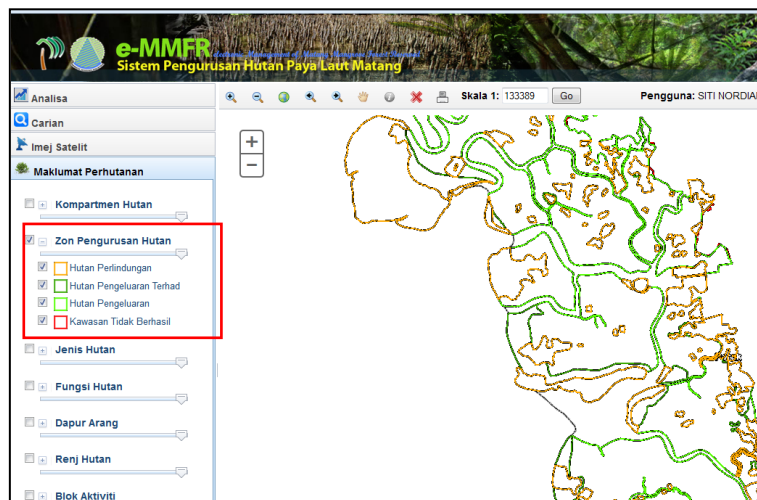 e-MMFR
Sistem Pengurusan Hutan Paya Laut Matang
Analisa
Carian
Imej Satelit
Maklumat Perhutanan
Skala 1: 133389 Go
Pengguna: SITI NORDIA
+
−
Kompartmen Hutan
Zon Pengurusan Hutan
Hutan Perlindungan
Hutan Pengeluaran Terhad
Hutan Pengeluaran
Kawasan Tidak Berhasil
Jenis Hutan
Fungsi Hutan
Dapur Arang
Renj Hutan
Blok Aktiviti